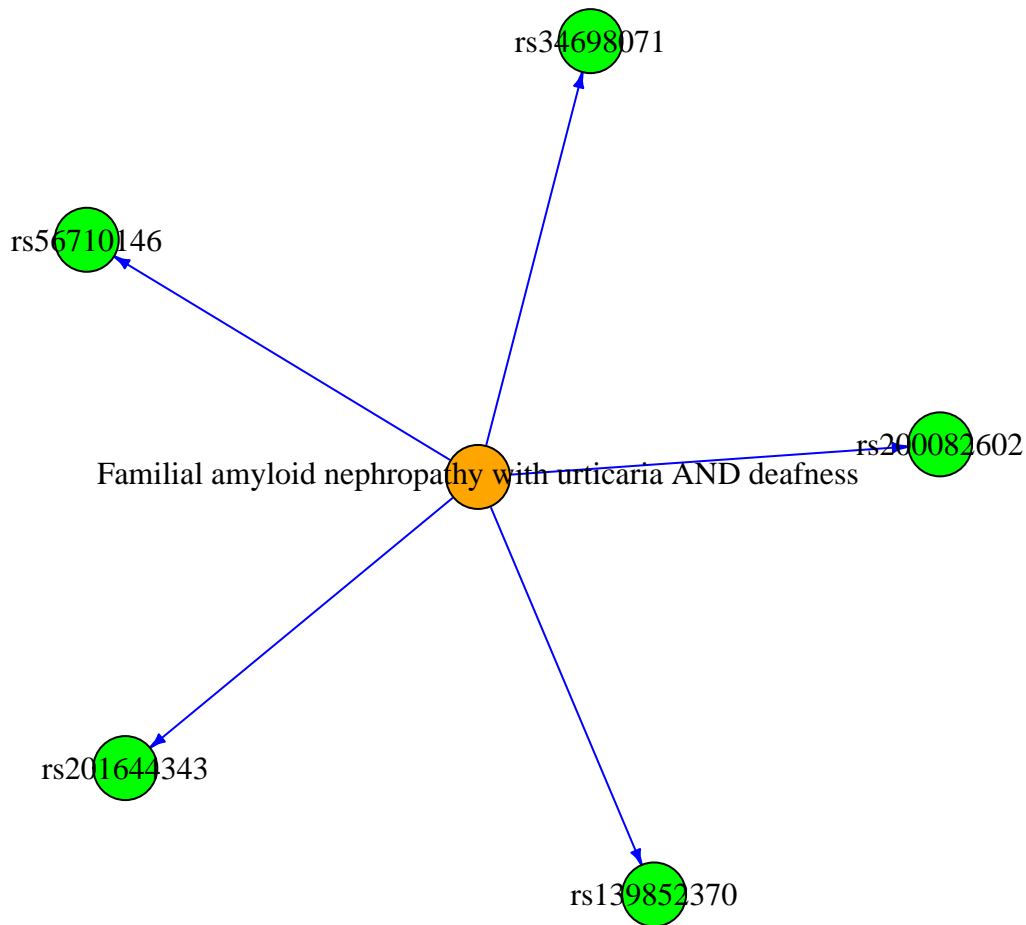 rs34698071
rs56710146
rs200082602
Familial amyloid nephropathy with urticaria AND deafness
rs201644343
rs139852370